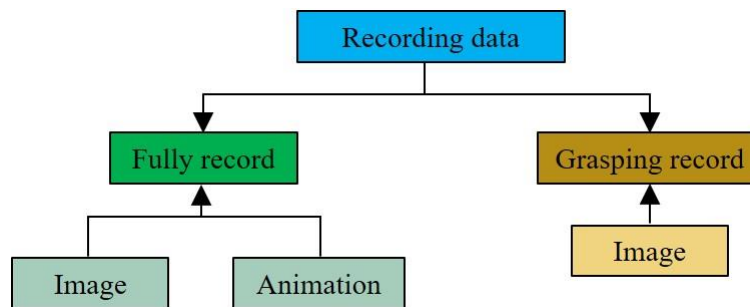 Recording data
Fully record
Grasping record
Image
Animation
Image